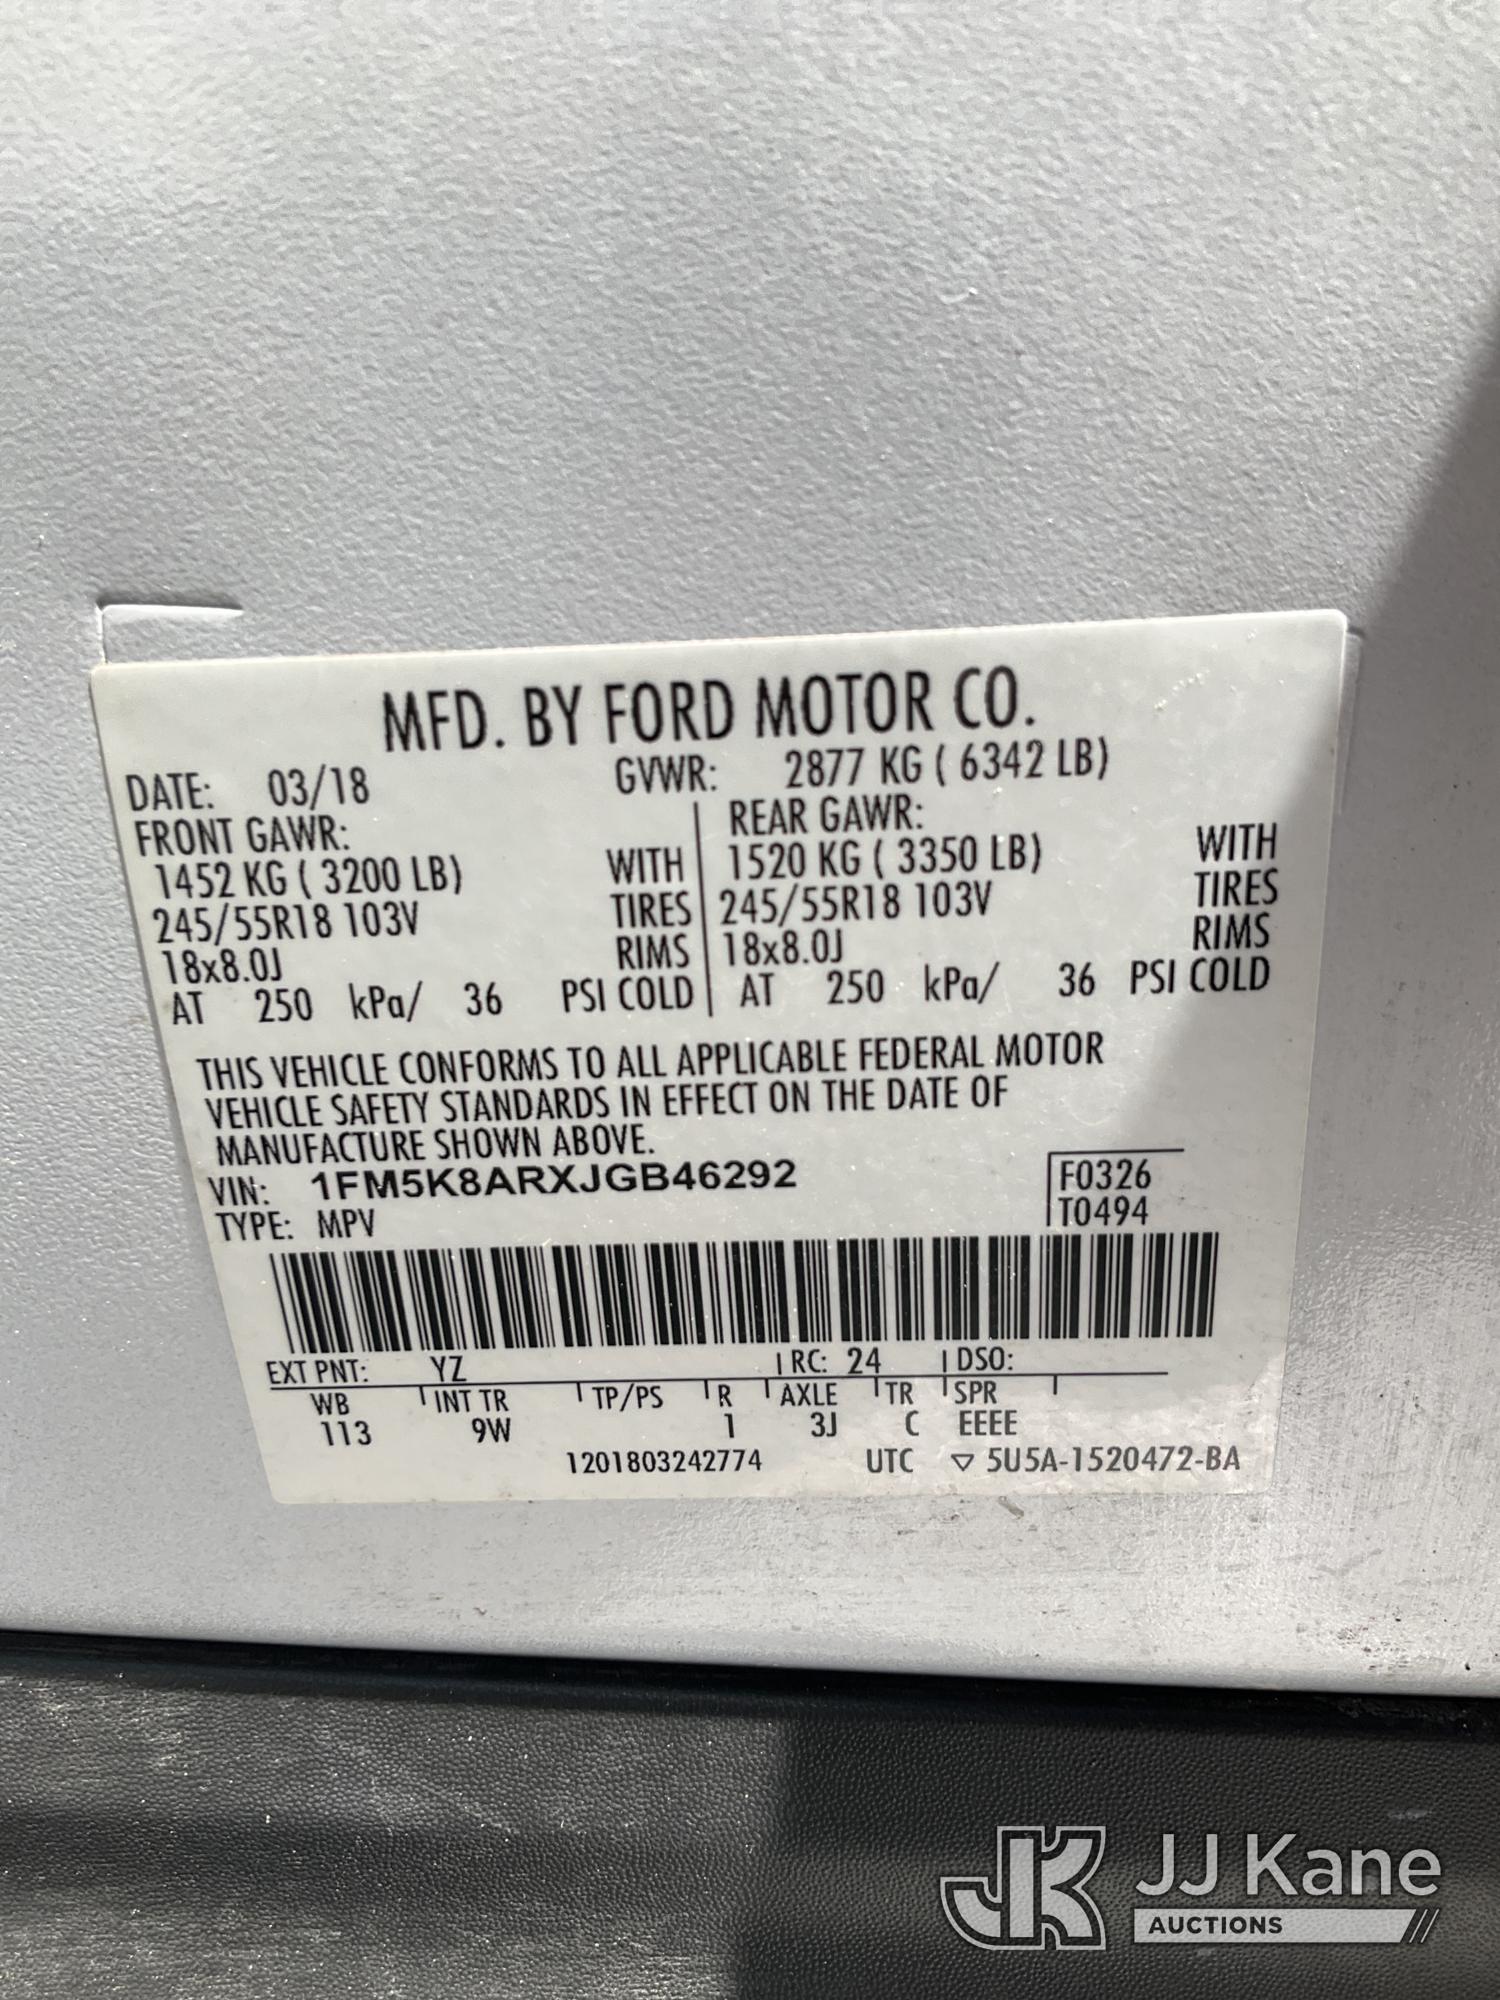 MFD. BY FORD MOTOR CO.
DATE: 03/18 GVWR: 2877 KG ( 6342 LB)
FRONT GAWR: REAR GAWR:
1452 KG ( 3200 LB) WITH 1520 KG ( 3350 LB) WITH
245/55R18 103V TIRES 245/55R18 103V TIRES
18x8.0J RIMS 18x8.0J RIMS
AT 250 kPa/ 36 PSI COLD AT 250 kPa/ 36 PSI COLD
THIS VEHICLE CONFORMS TO ALL APPLICABLE FEDERAL MOTOR
VEHICLE SAFETY STANDARDS IN EFFECT ON THE DATE OF
MANUFACTURE SHOWN ABOVE.
VIN: 1FM5K8ARXJGB46292 F0326
TYPE: MPV T0494
EXT PNT: YZ RC: 24 DSO:
WB INT TR TP/PS R AXLE TR SPR
113 9W 1 3J C EEEE
1201803242774 UTC ▽ 5U5A-1520472-BA
JK JJ Kane
AUCTIONS